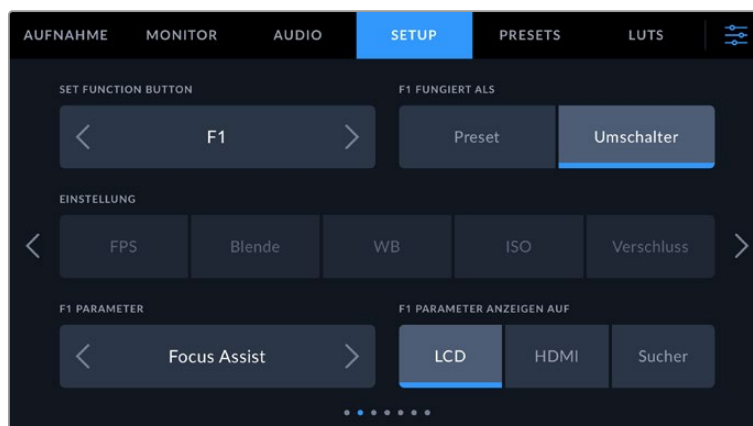 AUFNAHME MONITOR AUDIO SETUP PRESETS LUTS
SET FUNCTION BUTTON F1 FUNGIERT ALS
F1 Preset Umschalter
EINSTELLUNG
FPS Blende WB ISO Verschluss
F1 PARAMETER F1 PARAMETER ANZEIGEN AUF
Focus Assist LCD HDMI Sucher